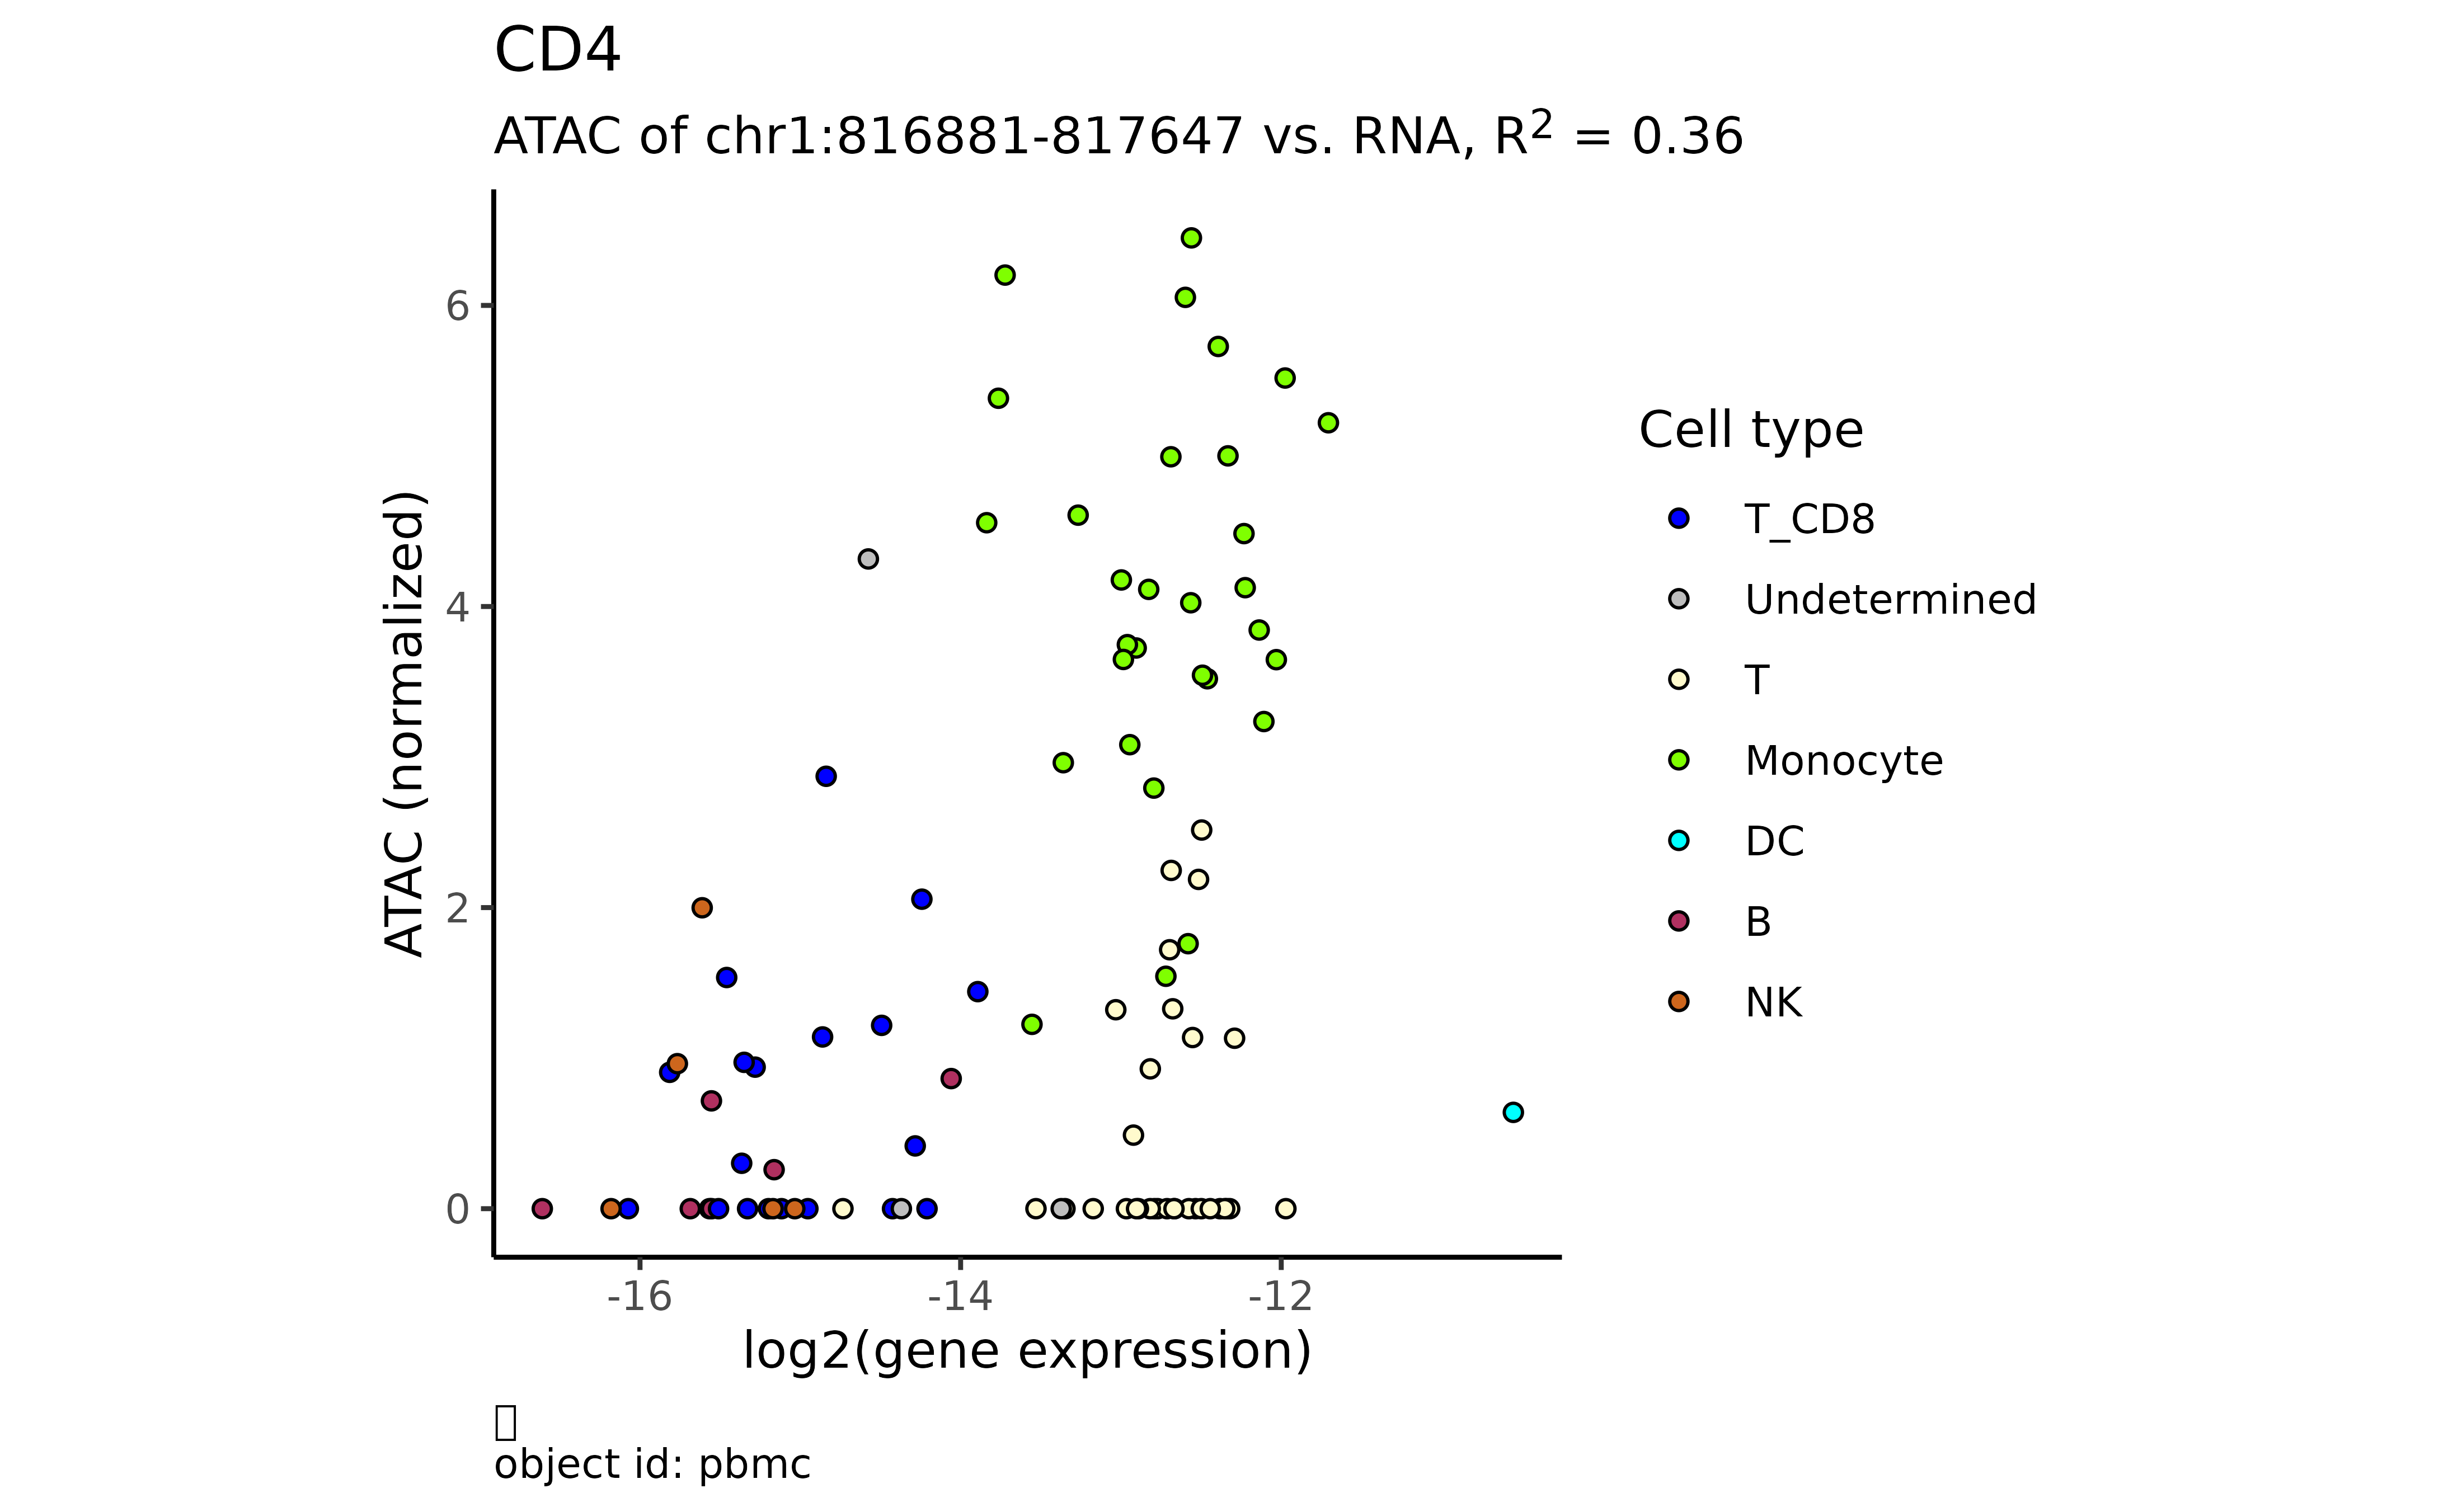 CD4
ATAC of chr1:816881-817647 vs. RNA, R² = 0.36
ATAC (normalized)
6
4
2
0
-16
-14
-12
log2(gene expression)
Cell type
T_CD8
Undetermined
T
Monocyte
DC
B
NK
object id: pbmc